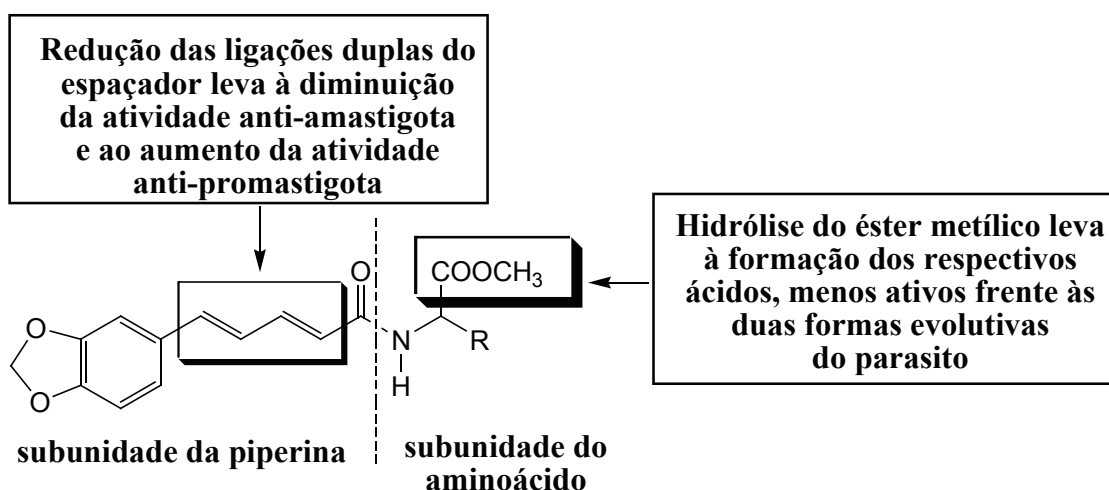 Redução das ligações duplas do
espaçador leva à diminuição
da atividade anti-amastigota
e ao aumento da atividade
anti-promastigota
Hidrólise do éster metílico leva
à formação dos respectivos
ácidos, menos ativos frente às
duas formas evolutivas
do parasito
O
COOCH3
O
O
N
H
R
subunidade da piperina
subunidade do
aminoácido